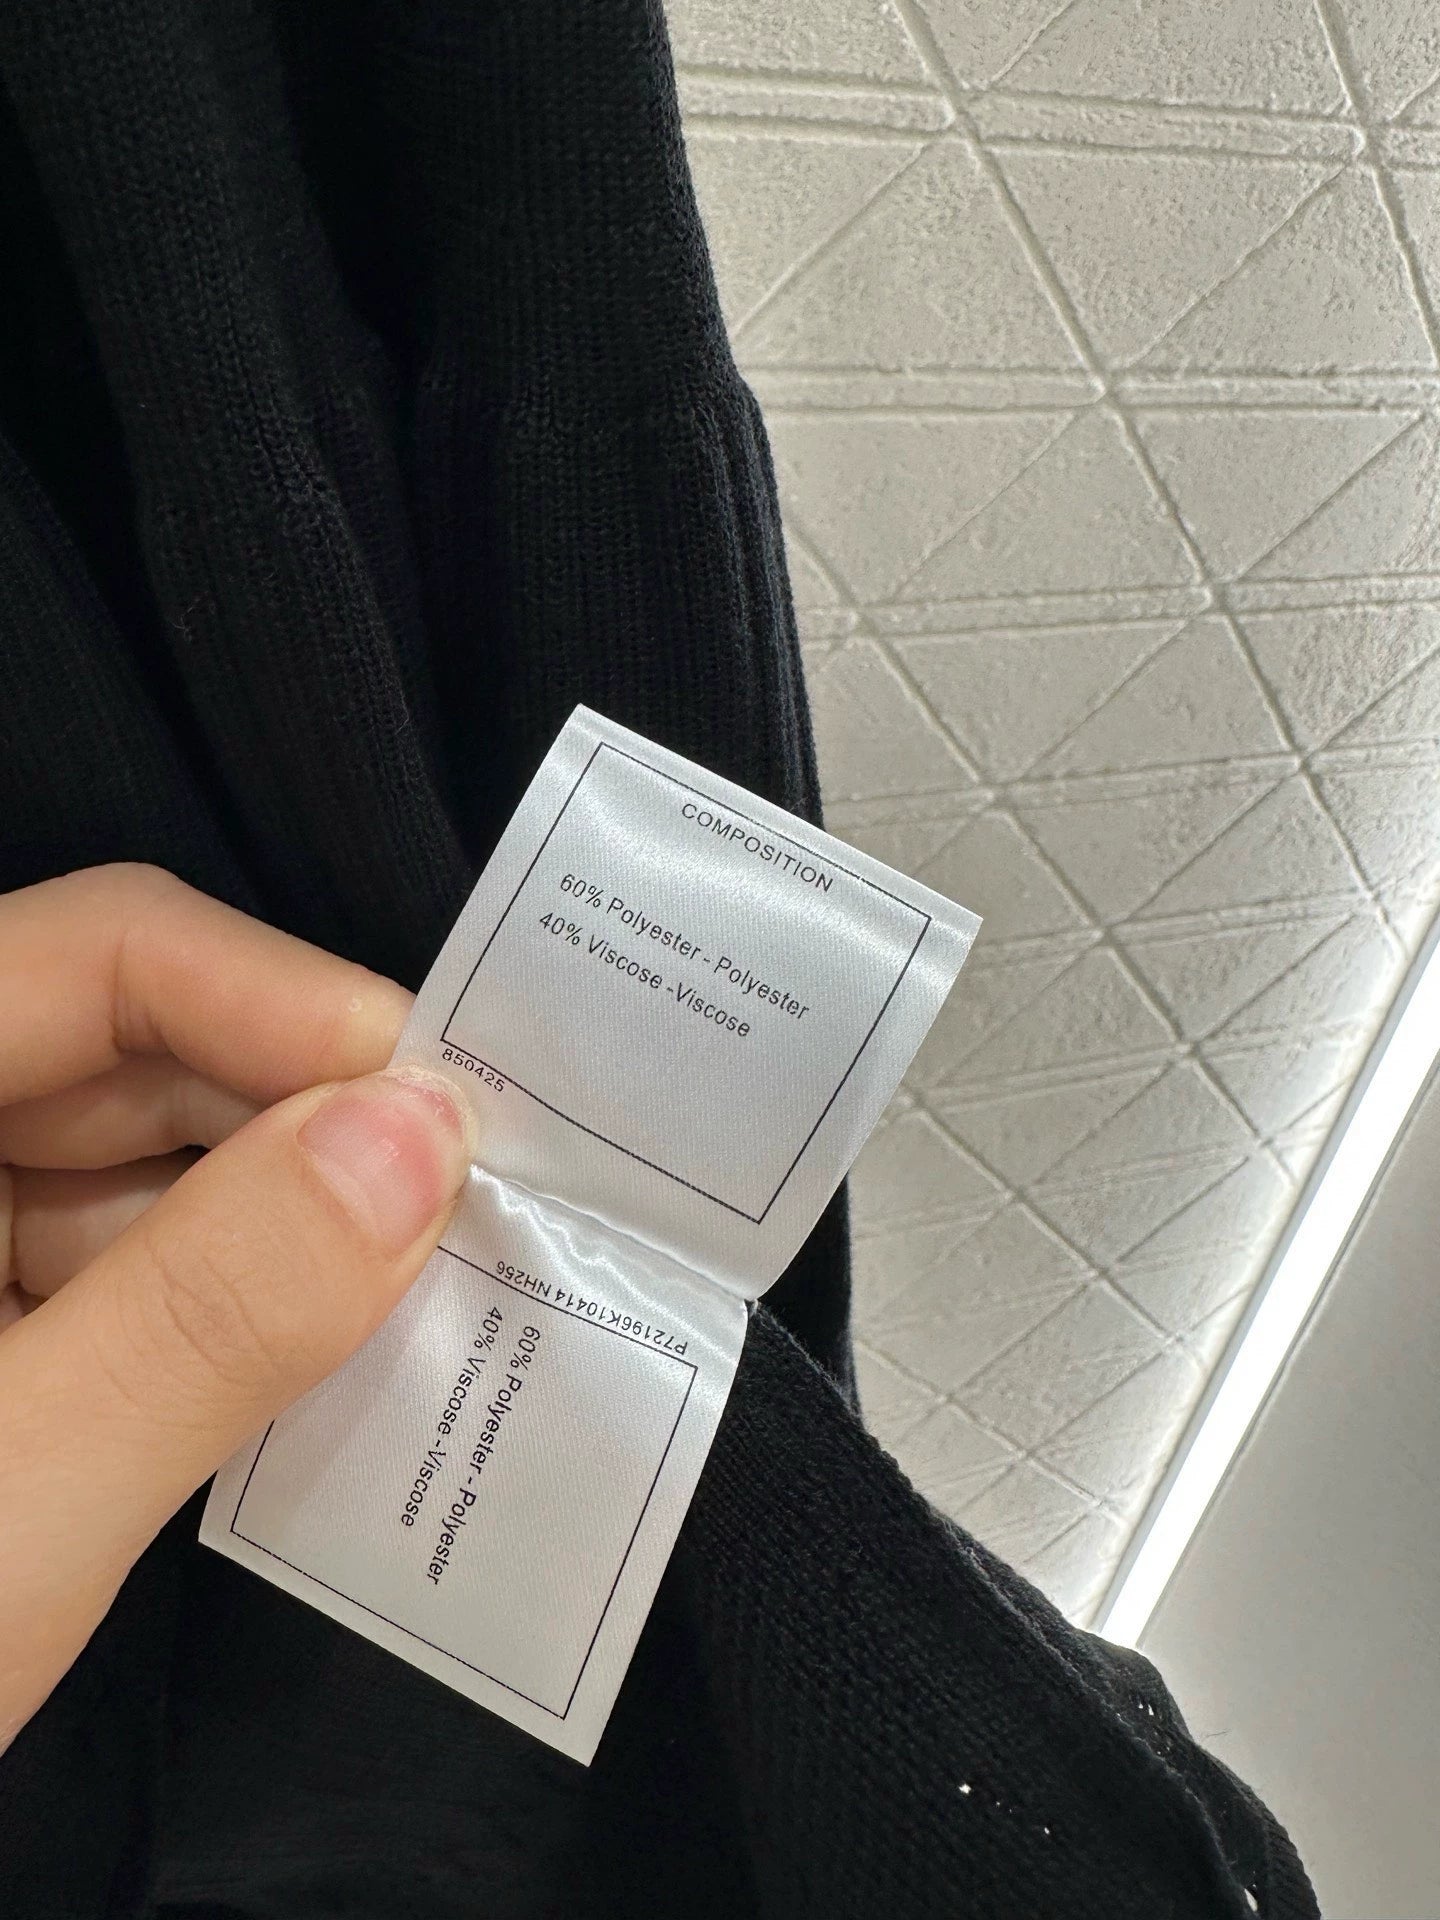 COMPOSITION
60% Polyester - Polyester
40% Viscose -Viscose
850425
P72196K10414 NH256
60% Polyester - Polyester
40% Viscose - Viscose